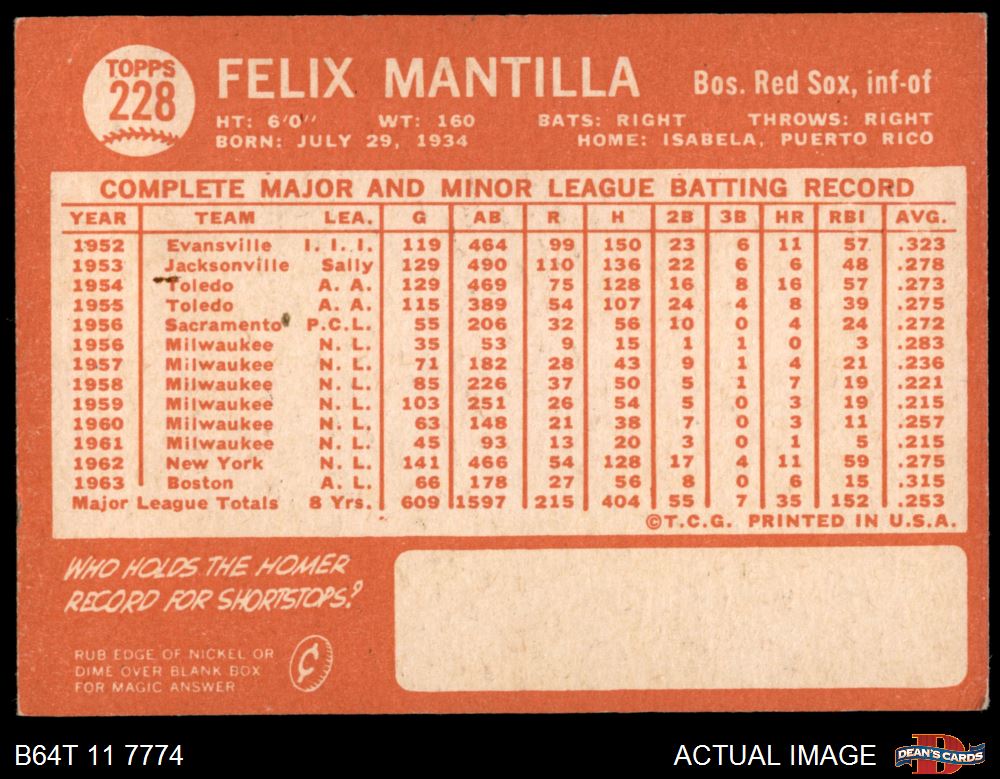 TOPPS
228
FELIX MANTILLA
Bos. Red Sox, inf-of
HT: 6'0" WT: 160 BATS: RIGHT THROWS: RIGHT
BORN: JULY 29, 1934 HOME: ISABELA, PUERTO RICO
COMPLETE MAJOR AND MINOR LEAGUE BATTING RECORD
YEAR TEAM LEA. G AB R H 2B 3B HR RBI AVG.
1952 Evansville I. I. I. 119 464 99 150 23 6 11 57 .323
1953 Jacksonville Sally 129 490 110 136 22 6 6 48 .278
1954 Toledo A. A. 129 469 75 128 16 8 16 57 .273
1955 Toledo A. A. 115 389 54 107 24 4 8 39 .275
1956 Sacramento P.C.L. 55 206 32 56 10 0 4 24 .272
1956 Milwaukee N. L. 35 53 9 15 1 1 0 3 .283
1957 Milwaukee N. L. 71 182 28 43 9 1 4 21 .236
1958 Milwaukee N. L. 85 226 37 50 5 1 7 19 .221
1959 Milwaukee N. L. 103 251 26 54 5 0 3 19 .215
1960 Milwaukee N. L. 63 148 21 38 7 0 3 11 .257
1961 Milwaukee N. L. 45 93 13 20 3 0 1 5 .215
1962 New York N. L. 141 466 54 128 17 4 11 59 .275
1963 Boston A. L. 66 178 27 56 8 0 6 15 .315
Major League Totals 8 Yrs. 609 1597 215 404 55 7 35 152 .253
©T.C.G. PRINTED IN U.S.A.
WHO HOLDS THE HOMER
RECORD FOR SHORTSTOPS?
RUB EDGE OF NICKEL OR
DIME OVER BLANK BOX
FOR MAGIC ANSWER
¢
B64T 11 7774
ACTUAL IMAGE
DEAN'S CARDS